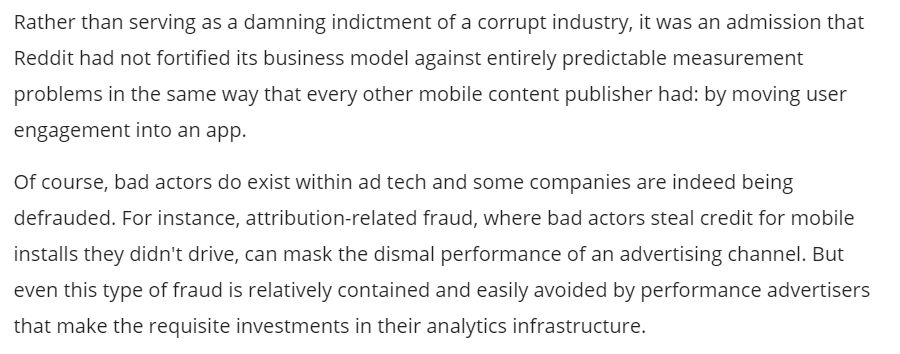 Rather than serving as a damning indictment of a corrupt industry, it was an admission that
Reddit had not fortified its business model against entirely predictable measurement
problems in the same way that every other mobile content publisher had: by moving user
engagement into an app.
Of course, bad actors do exist within ad tech and some companies are indeed being
defrauded. For instance, attribution-related fraud, where bad actors steal credit for mobile
installs they didn't drive, can mask the dismal performance of an advertising channel. But
even this type of fraud is relatively contained and easily avoided by performance advertisers
that make the requisite investments in their analytics infrastructure.